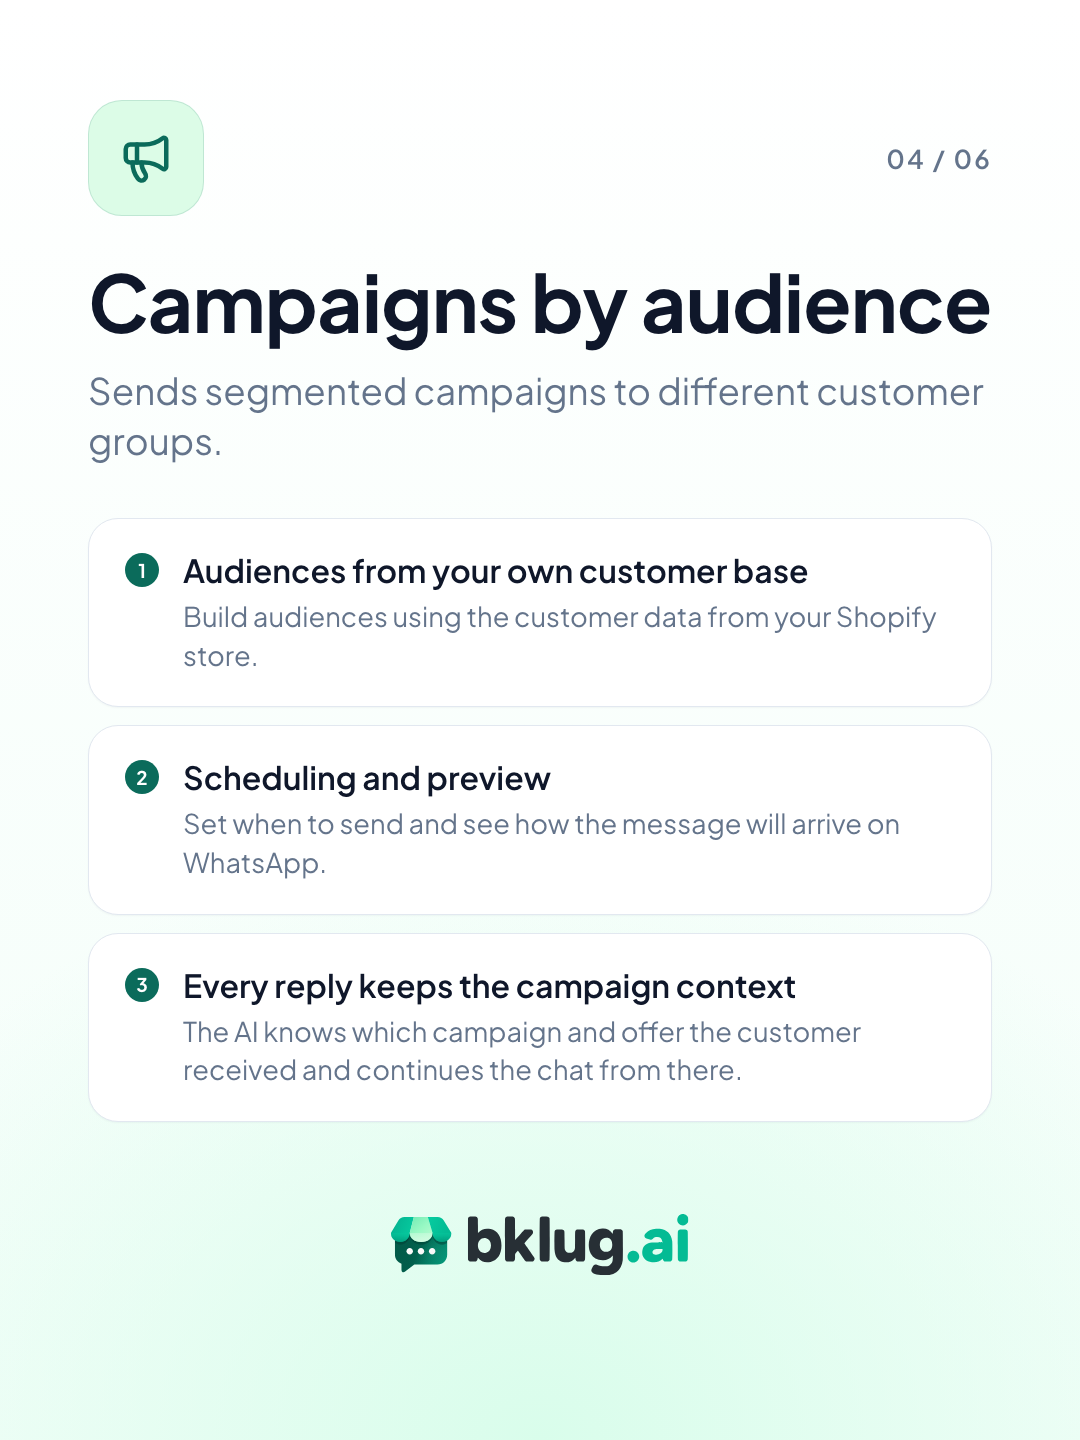 04 / 06
Campaigns by audience
Sends segmented campaigns to different customer
groups.
1 Audiences from your own customer base
Build audiences using the customer data from your Shopify
store.
2 Scheduling and preview
Set when to send and see how the message will arrive on
WhatsApp.
3 Every reply keeps the campaign context
The AI knows which campaign and offer the customer
received and continues the chat from there.
bklug.ai